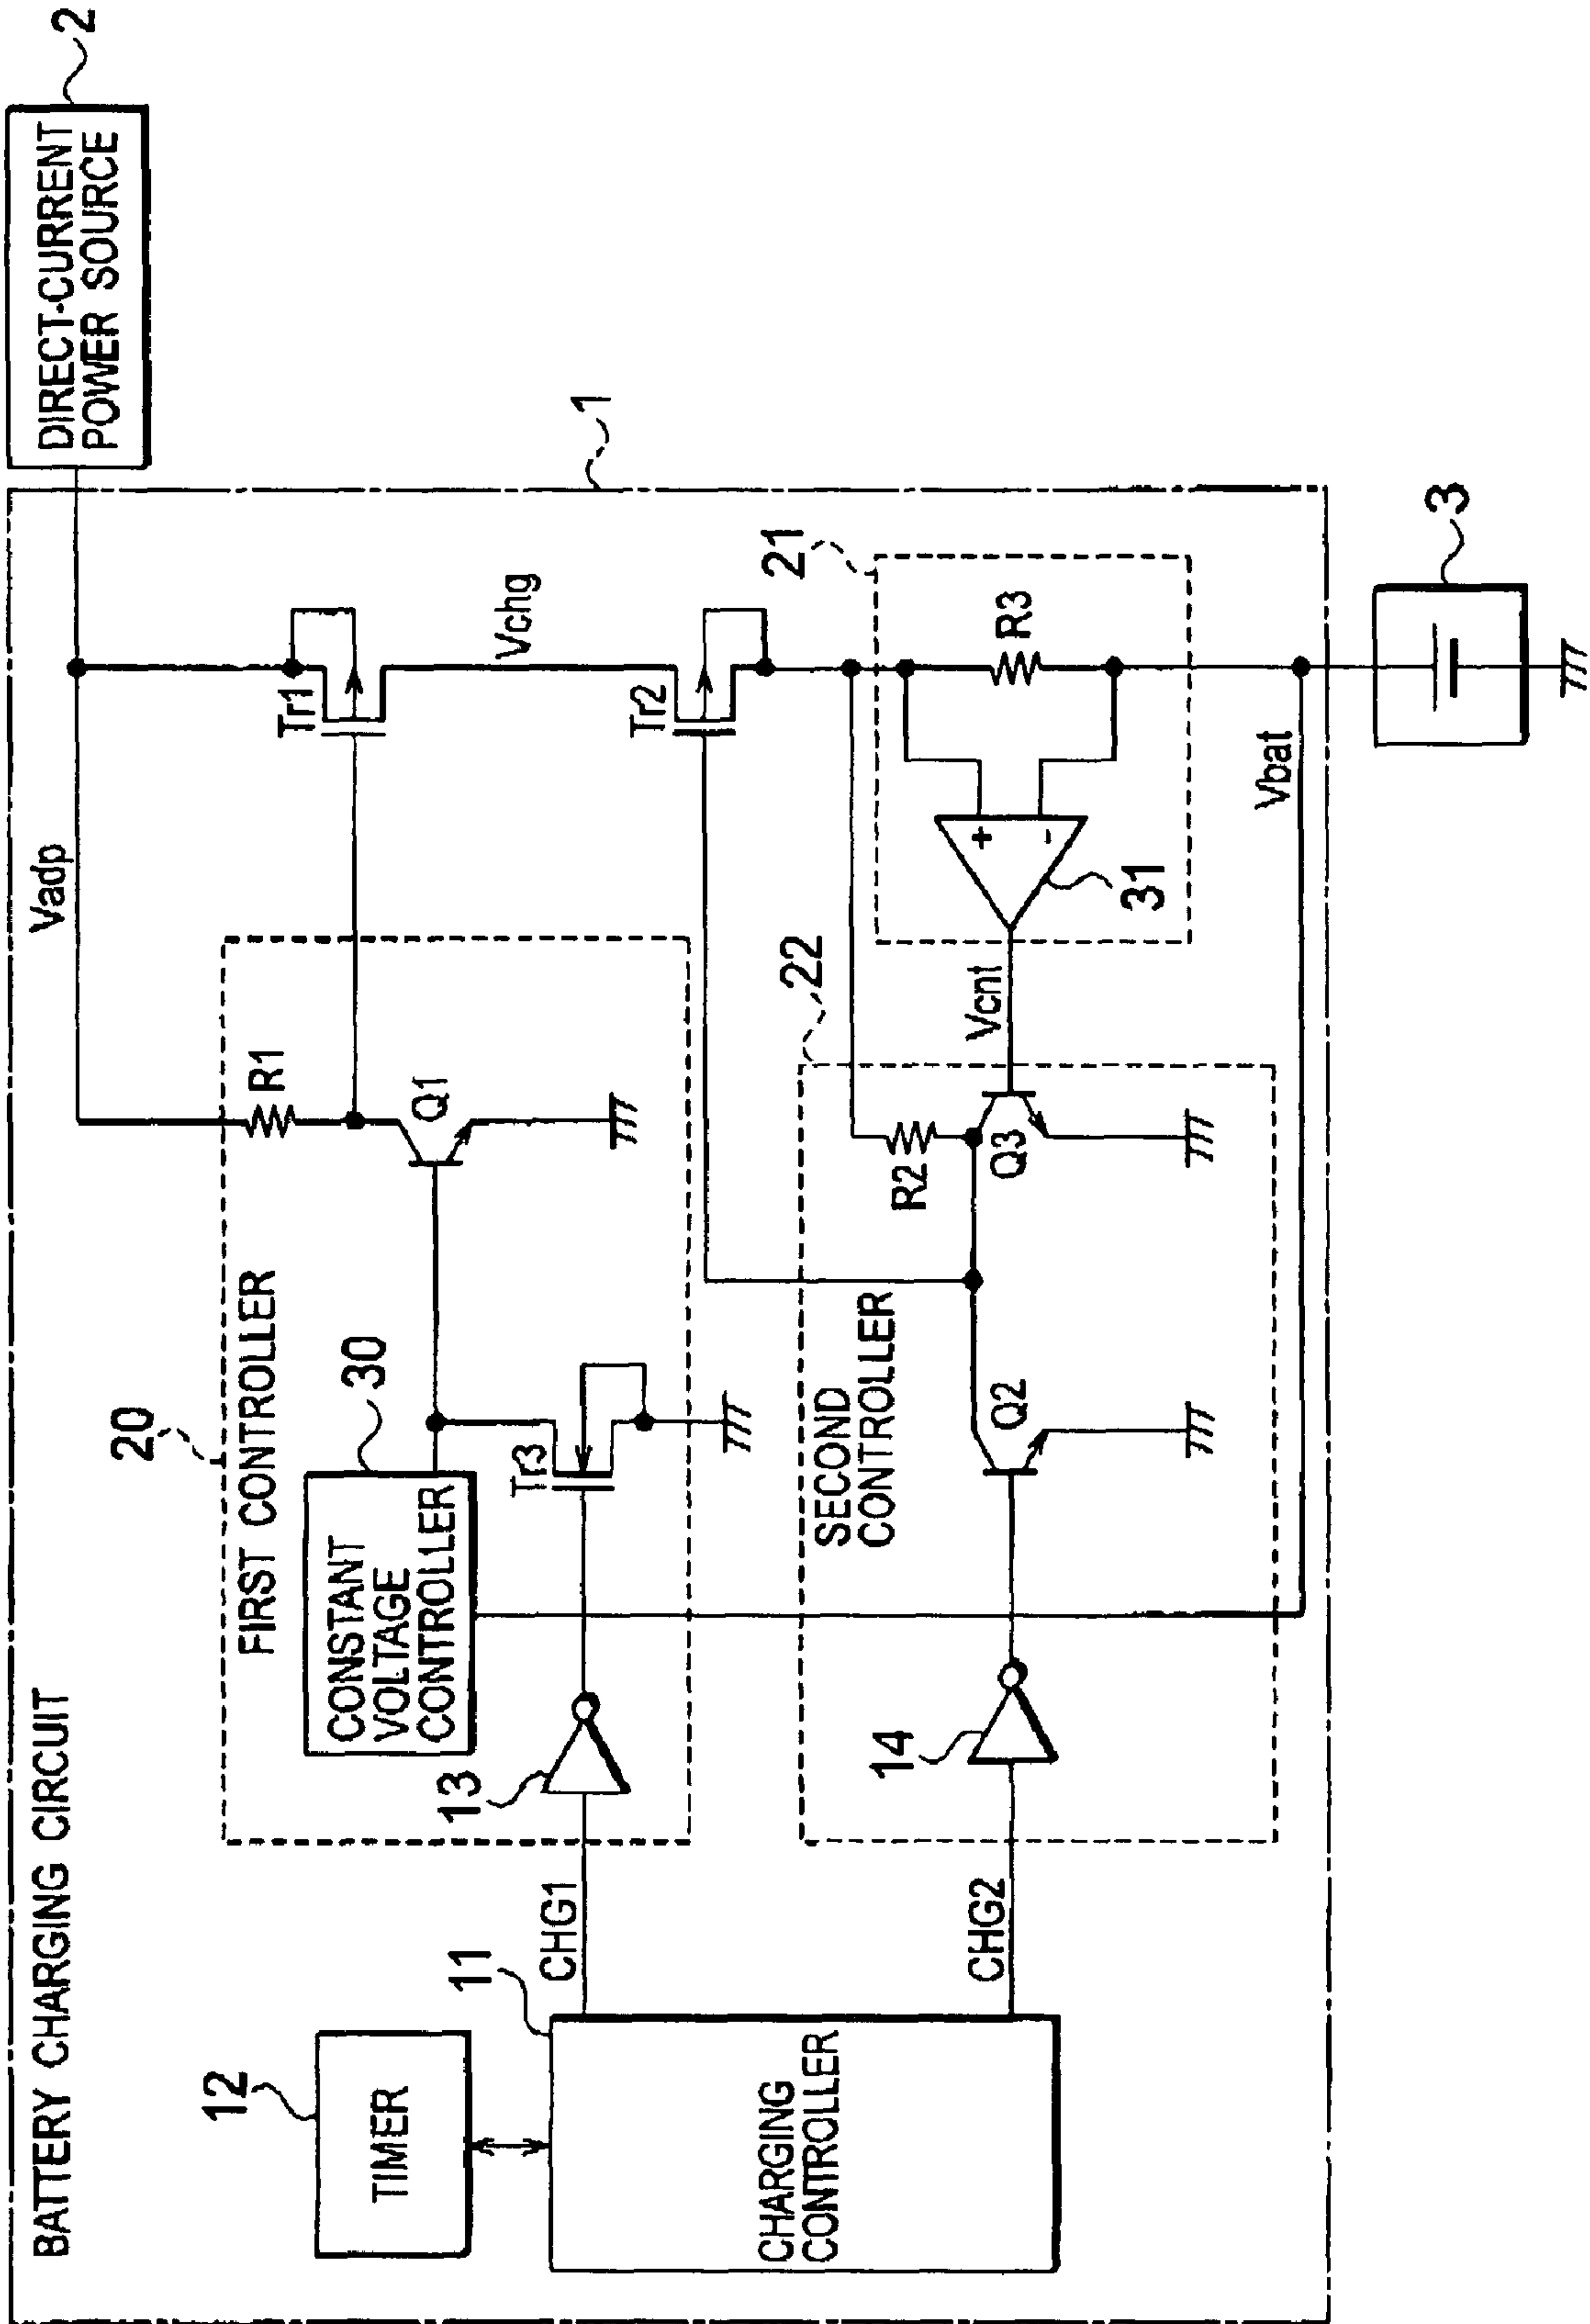 BATTERY CHARGING CIRCUIT
DIRECT-CURRENT
POWER SOURCE
2
1
Vadp
20
FIRST CONTROLLER
R1
Q1
Tr1
Vchg
CONSTANT
VOLTAGE
CONTROLLER
30
Tr3
13
12
TIMER
11
CHARGING
CONTROLLER
CHG1
CHG2
Tr2
21
R3
31
Vcnt
22
SECOND
CONTROLLER
R2
Q3
Q2
14
Vbat
3
+
-